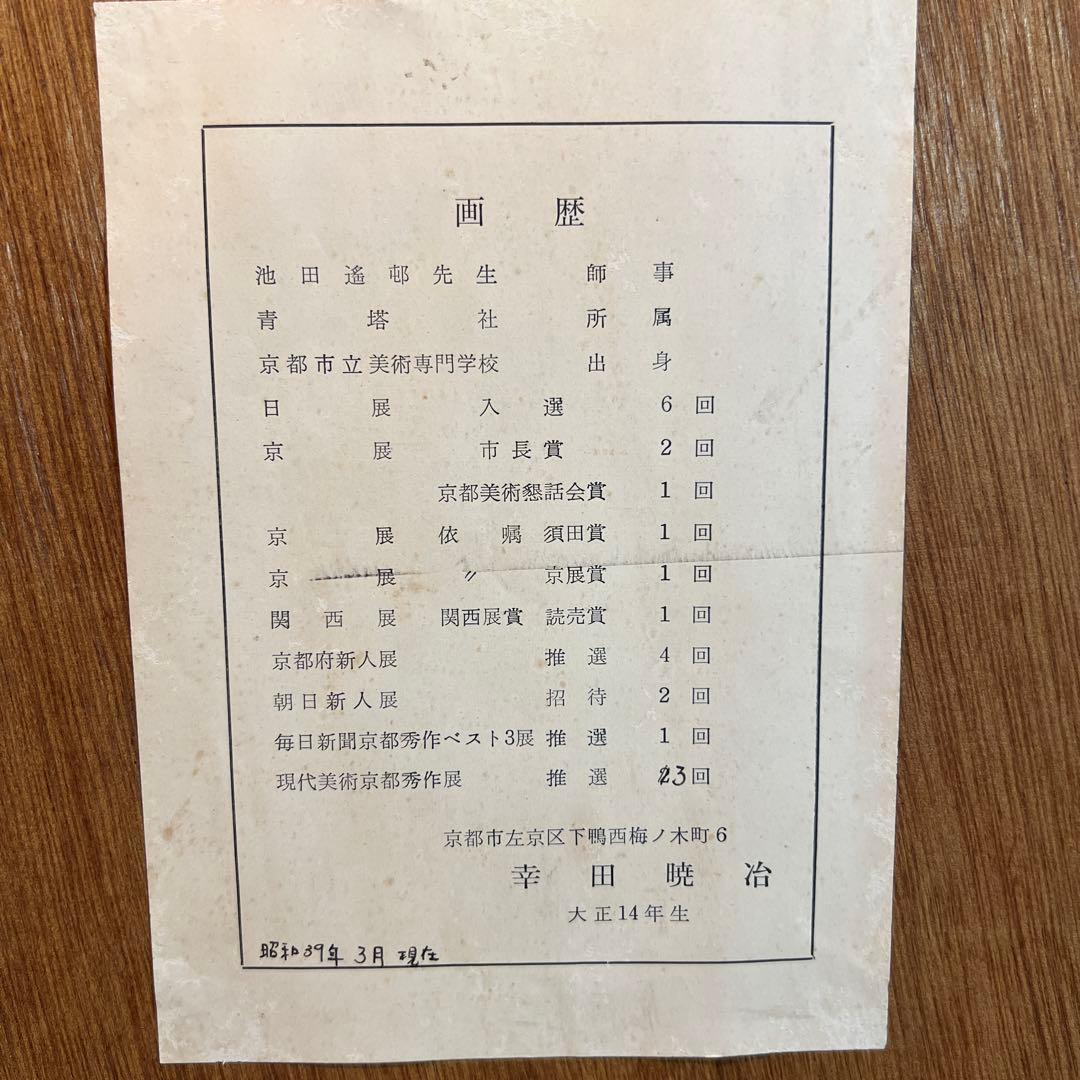 画歴
池田遙邨先生 師事
青塔社 所属
京都市立美術専門学校 出身
日展 入選 6回
京展 市長賞 2回
京都美術懇話会賞 1回
京展 依嘱 須田賞 1回
京展 〃 京展賞 1回
関西展 関西展賞 読売賞 1回
京都府新人展 推選 4回
朝日新人展 招待 2回
毎日新聞京都秀作ベスト3展 推選 1回
現代美術京都秀作展 推選 3回
京都市左京区下鴨西梅ノ木町6
幸田暁冶
大正14年生
昭和39年 3月 現在